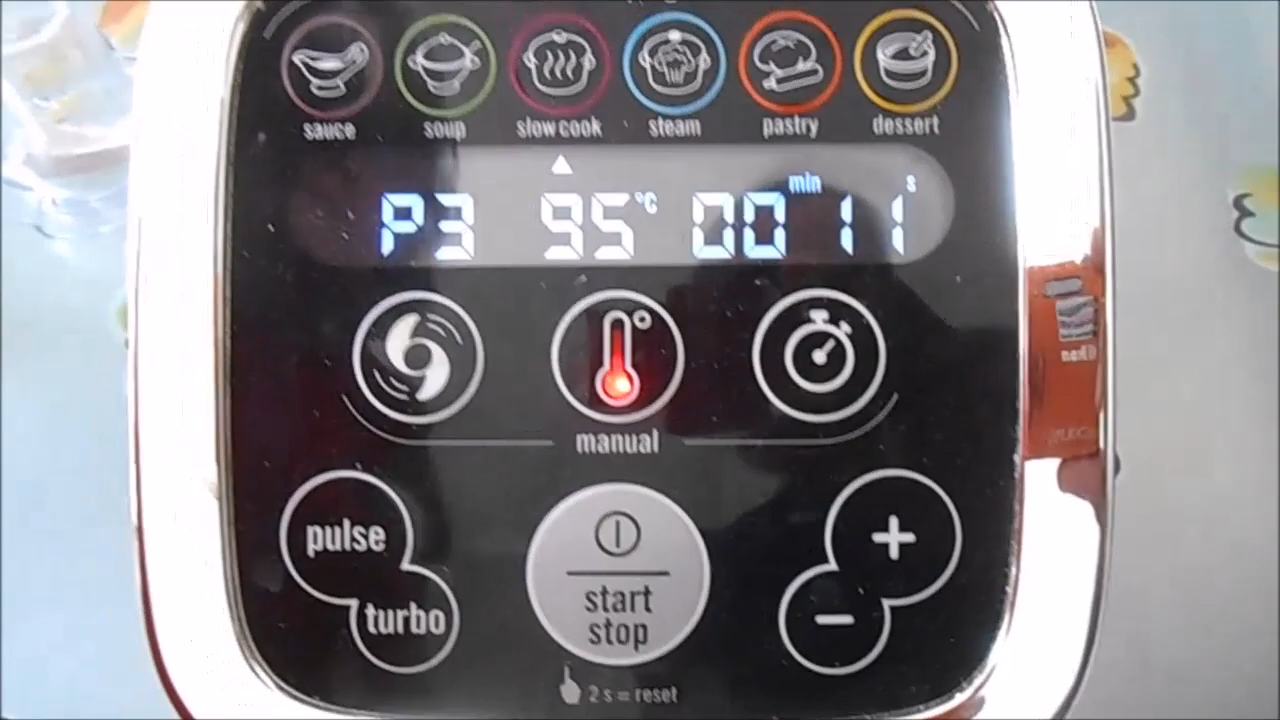 sauce soup slow cook steam pastry dessert
min s
P3 95°C 00 11
manual
pulse +
turbo -
start
stop
2 s = reset